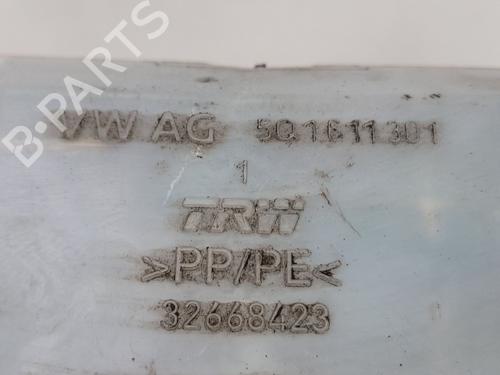 B-PARTS
VW AG 5Q1611301
1
TRW
>PP/PE<
32668423